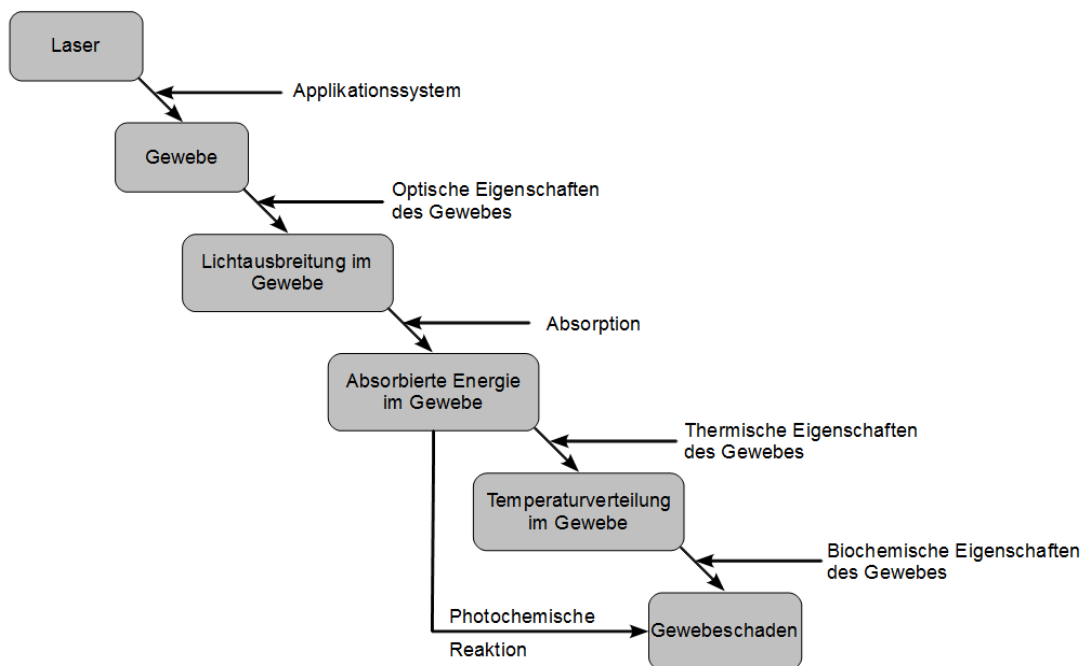 Laser
Applikationssystem
Gewebe
Optische Eigenschaften
des Gewebes
Lichtausbreitung im
Gewebe
Absorption
Absorbierte Energie
im Gewebe
Thermische Eigenschaften
des Gewebes
Temperaturverteilung
im Gewebe
Biochemische Eigenschaften
des Gewebes
Photochemische
Reaktion
Gewebeschaden